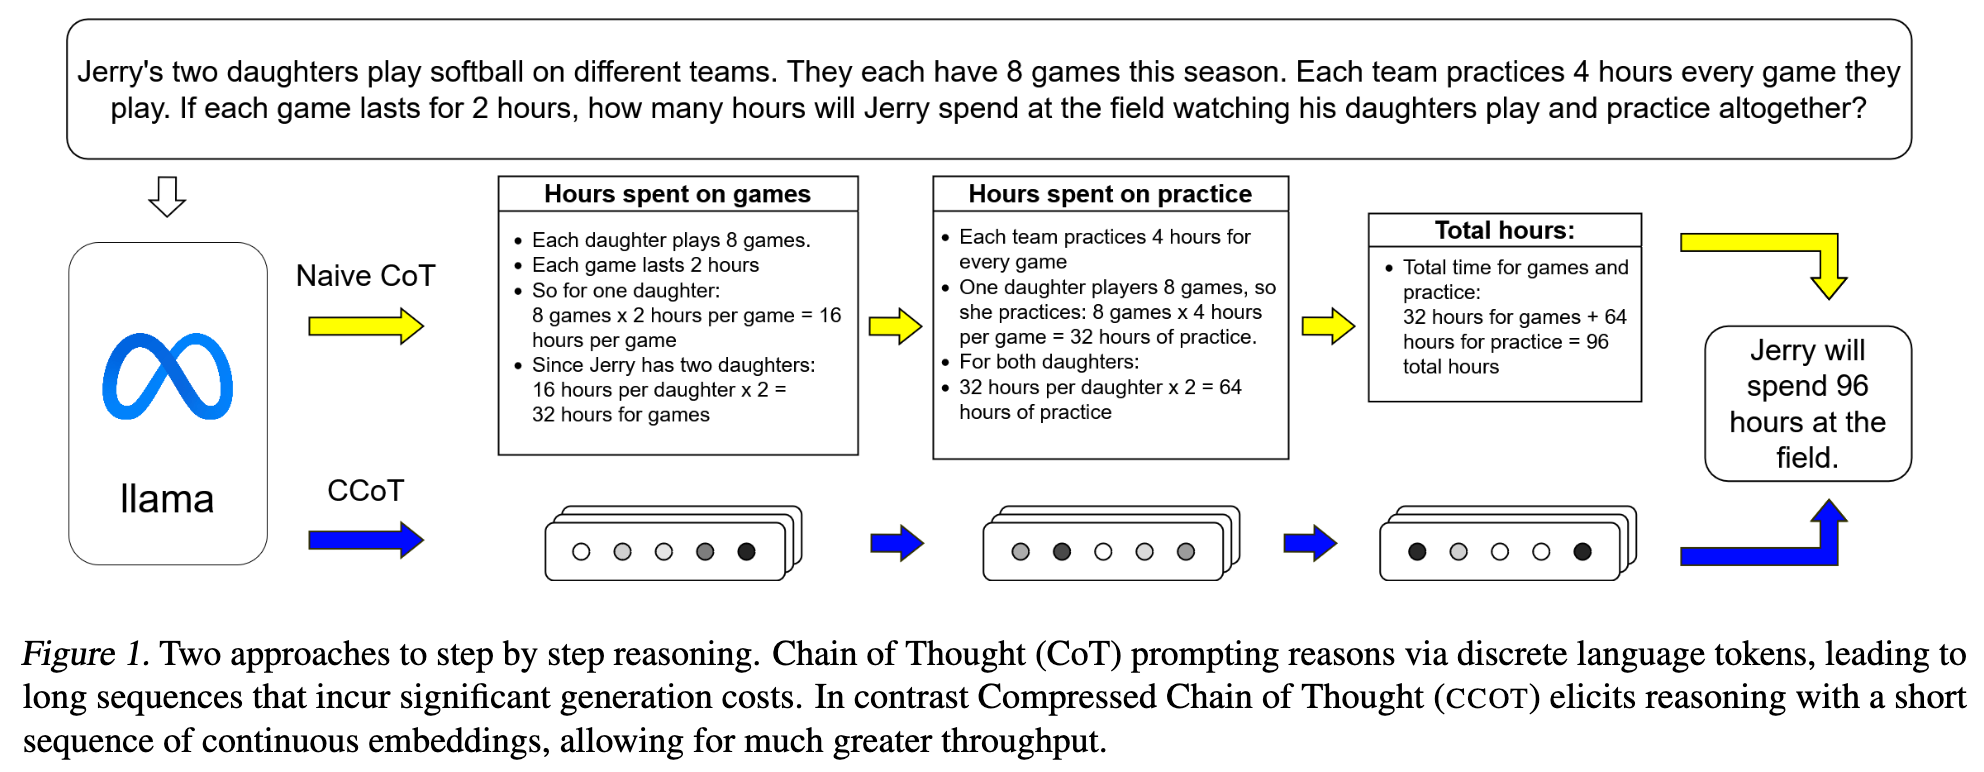 Jerry's two daughters play softball on different teams. They each have 8 games this season. Each team practices 4 hours every game they
play. If each game lasts for 2 hours, how many hours will Jerry spend at the field watching his daughters play and practice altogether?
llama
Naive CoT
Hours spent on games
• Each daughter plays 8 games.
• Each game lasts 2 hours
• So for one daughter:
8 games x 2 hours per game = 16
hours per game
• Since Jerry has two daughters:
16 hours per daughter x 2 =
32 hours for games
Hours spent on practice
• Each team practices 4 hours for
every game
• One daughter players 8 games, so
she practices: 8 games x 4 hours
per game = 32 hours of practice.
• For both daughters:
• 32 hours per daughter x 2 = 64
hours of practice
Total hours:
• Total time for games and
practice:
32 hours for games + 64
hours for practice = 96
total hours
Jerry will
spend 96
hours at the
field.
CCoT
Figure 1. Two approaches to step by step reasoning. Chain of Thought (CoT) prompting reasons via discrete language tokens, leading to
long sequences that incur significant generation costs. In contrast Compressed Chain of Thought (CCOT) elicits reasoning with a short
sequence of continuous embeddings, allowing for much greater throughput.